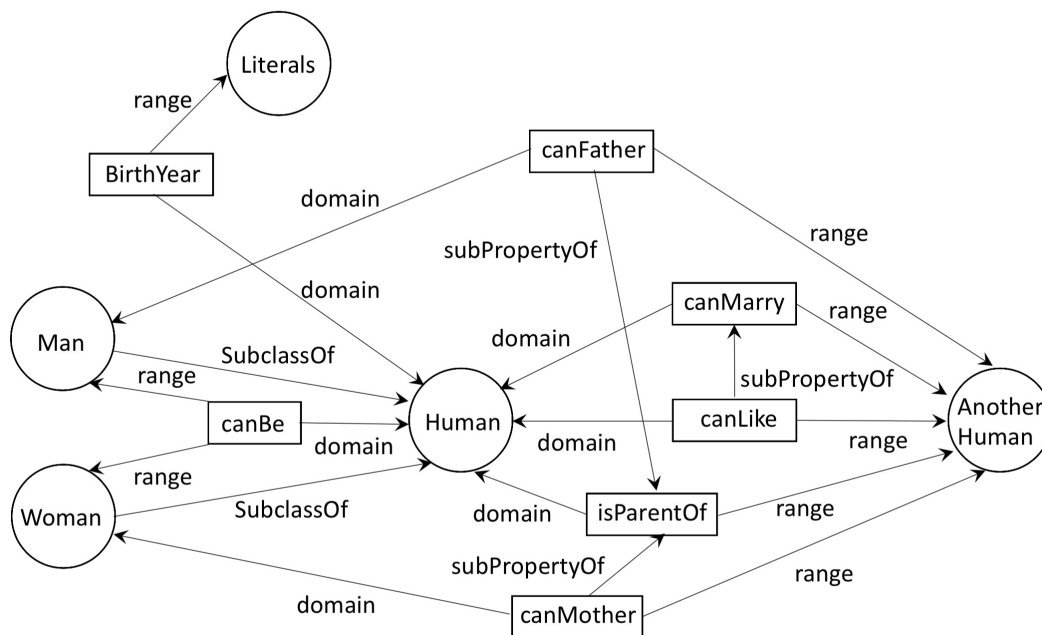 Literals
range
BirthYear
canFather
domain
range
subPropertyOf
domain
canMarry
range
domain
Man
SubclassOf
range
subPropertyOf
canBe
Human
canLike
Another
Human
domain
domain
range
range
Woman
SubclassOf
domain
isParentOf
range
subPropertyOf
range
domain
canMother